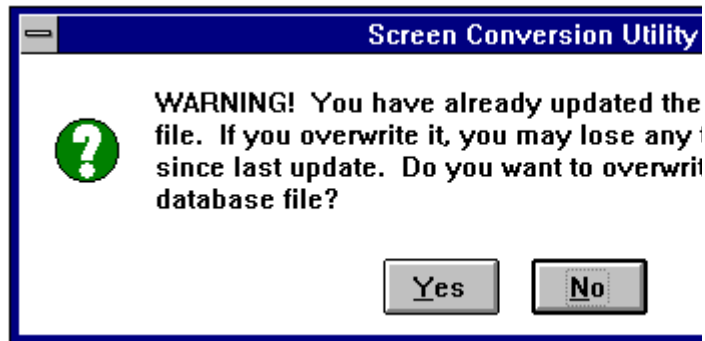 Screen Conversion Utility
WARNING! You have already updated the
file. If you overwrite it, you may lose any
since last update. Do you want to
database file?
Yes No